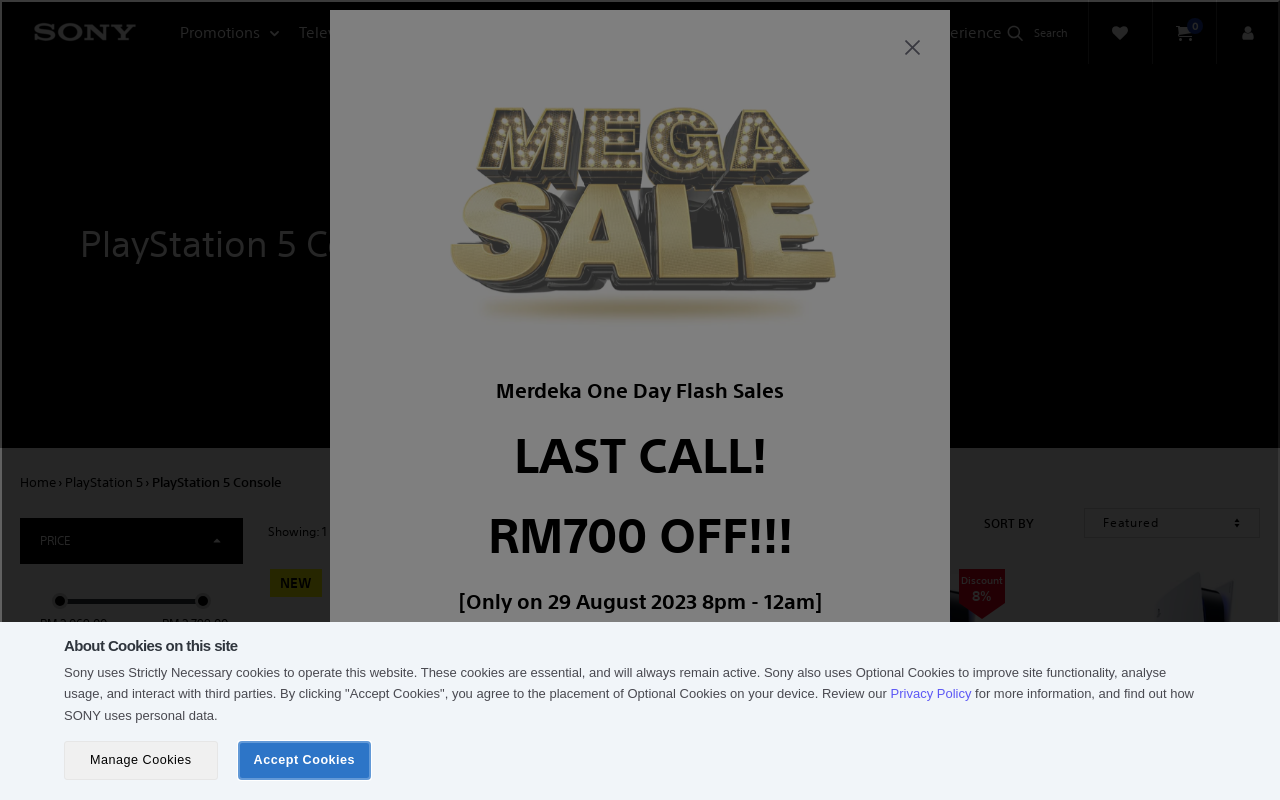 SONY
Promotions
erience
Search
0
MEGA
SALE
PlayStation 5
Merdeka One Day Flash Sales
LAST CALL!
RM700 OFF!!!
[Only on 29 August 2023 8pm - 12am]
Home › PlayStation 5 › PlayStation 5 Console
PRICE
Showing: 1
SORT BY
Featured
NEW
Discount
8%
About Cookies on this site
Sony uses Strictly Necessary cookies to operate this website. These cookies are essential, and will always remain active. Sony also uses Optional Cookies to improve site functionality, analyse
usage, and interact with third parties. By clicking "Accept Cookies", you agree to the placement of Optional Cookies on your device. Review our Privacy Policy for more information, and find out how
SONY uses personal data.
Manage Cookies
Accept Cookies